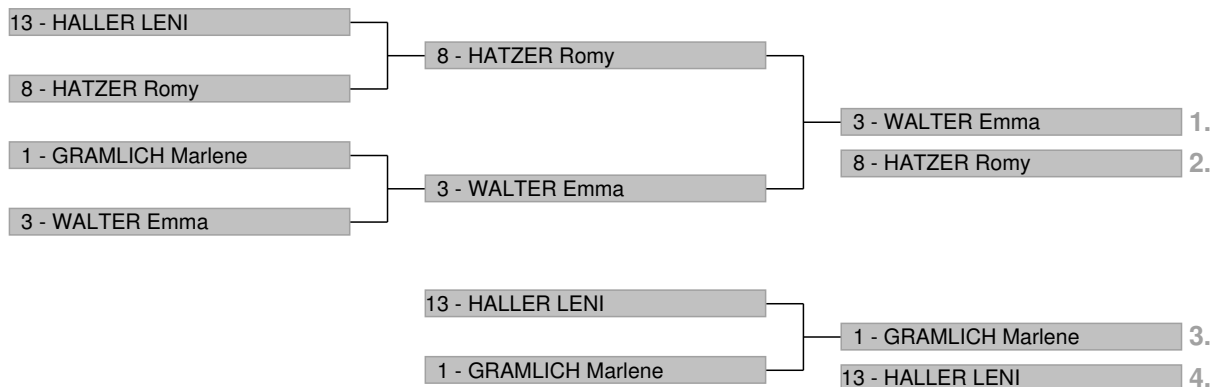 13 - HALLER LENI
8 - HATZER Romy
8 - HATZER Romy
1 - GRAMLICH Marlene
3 - WALTER Emma
3 - WALTER Emma
3 - WALTER Emma 1.
8 - HATZER Romy 2.
13 - HALLER LENI
1 - GRAMLICH Marlene
1 - GRAMLICH Marlene 3.
13 - HALLER LENI 4.